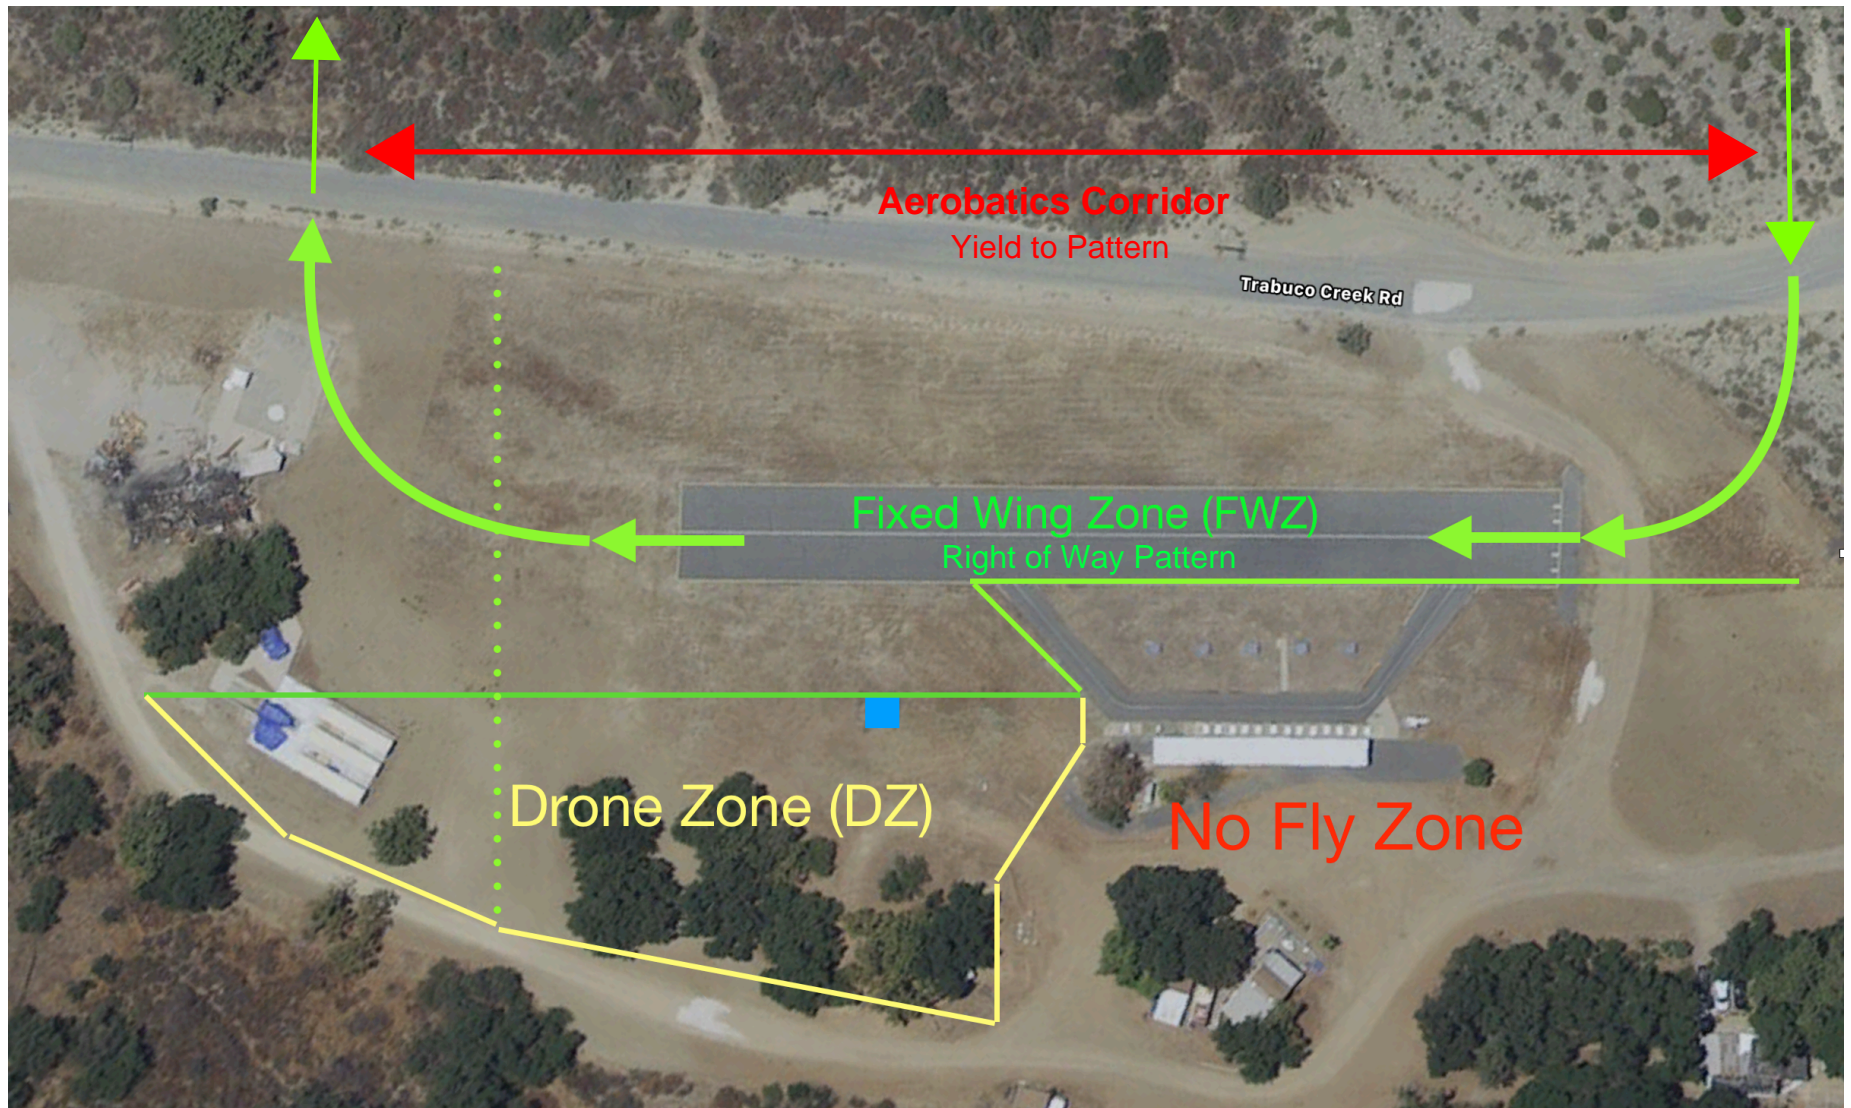 Aerobatics Corridor
Yield to Pattern
Trabuco Creek Rd
Fixed Wing Zone (FWZ)
Right of Way Pattern
Drone Zone (DZ)
No Fly Zone